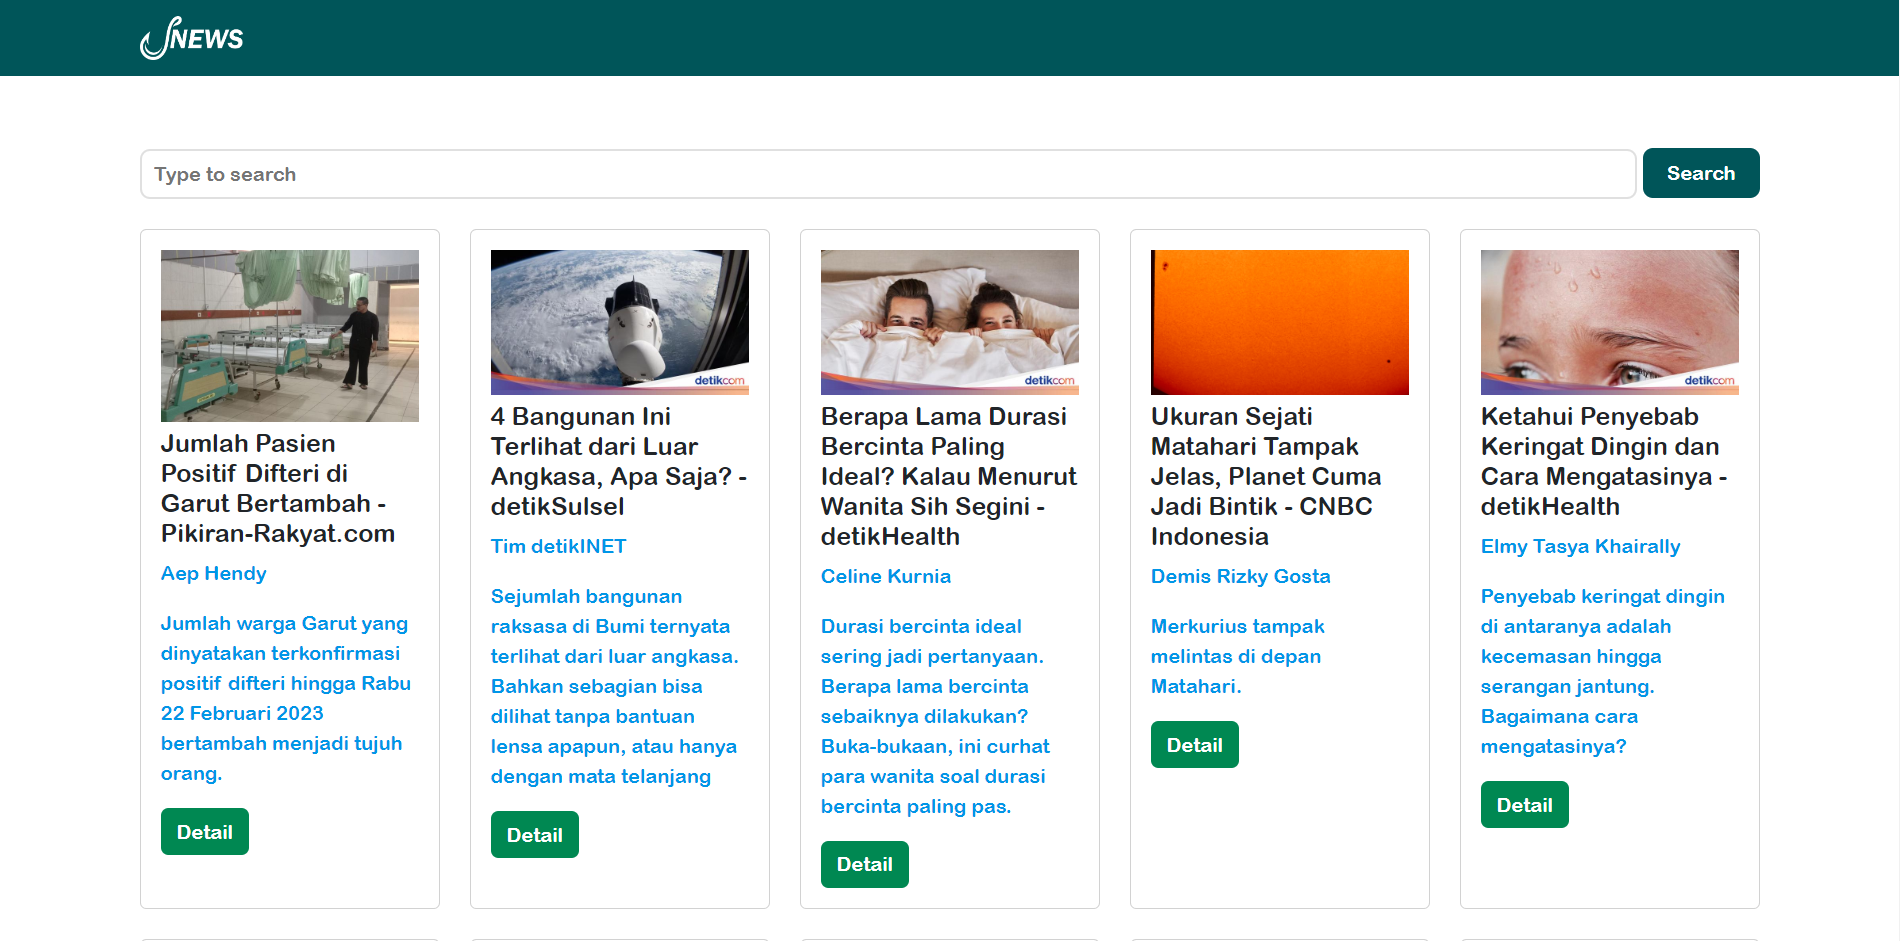 NEWS
Type to search
Search
detikcom
detikcom
detikcom
Jumlah Pasien
Positif Difteri di
Garut Bertambah -
Pikiran-Rakyat.com
Aep Hendy
Jumlah warga Garut yang
dinyatakan terkonfirmasi
positif difteri hingga Rabu
22 Februari 2023
bertambah menjadi tujuh
orang.
Detail
4 Bangunan Ini
Terlihat dari Luar
Angkasa, Apa Saja? -
detikSulsel
Tim detikINET
Sejumlah bangunan
raksasa di Bumi ternyata
terlihat dari luar angkasa.
Bahkan sebagian bisa
dilihat tanpa bantuan
lensa apapun, atau hanya
dengan mata telanjang
Detail
Berapa Lama Durasi
Bercinta Paling
Ideal? Kalau Menurut
Wanita Sih Segini -
detikHealth
Celine Kurnia
Durasi bercinta ideal
sering jadi pertanyaan.
Berapa lama bercinta
sebaiknya dilakukan?
Buka-bukaan, ini curhat
para wanita soal durasi
bercinta paling pas.
Detail
Ukuran Sejati
Matahari Tampak
Jelas, Planet Cuma
Jadi Bintik - CNBC
Indonesia
Demis Rizky Gosta
Merkurius tampak
melintas di depan
Matahari.
Detail
Ketahui Penyebab
Keringat Dingin dan
Cara Mengatasinya -
detikHealth
Elmy Tasya Khairally
Penyebab keringat dingin
di antaranya adalah
kecemasan hingga
serangan jantung.
Bagaimana cara
mengatasinya?
Detail